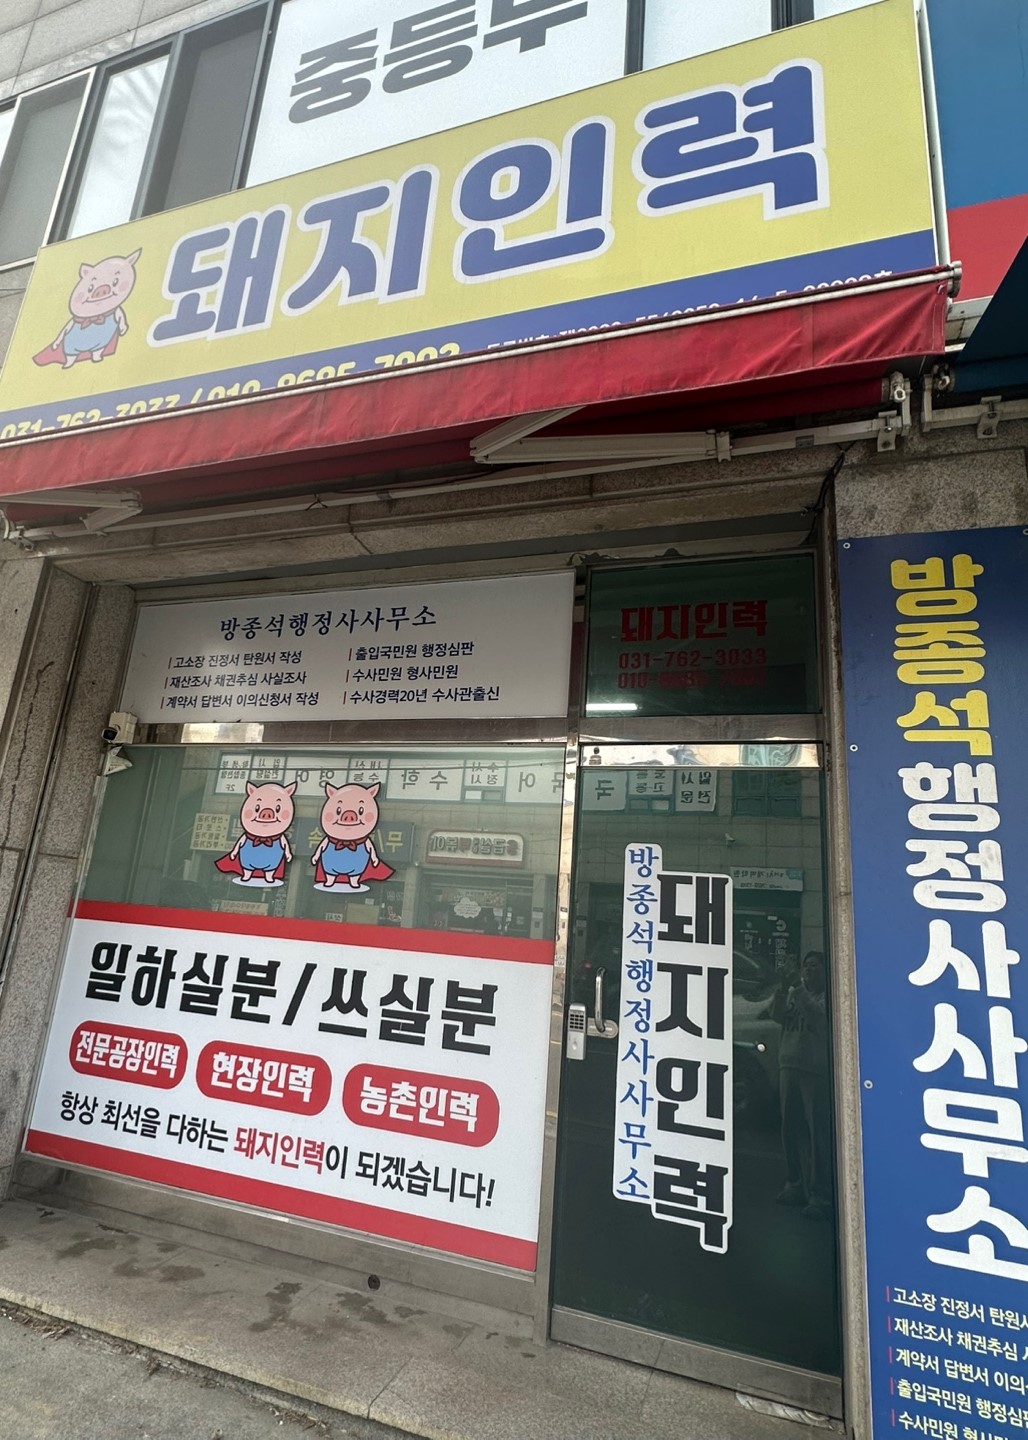 중등부
돼지인력
031-762-3033
방종석행정사사무소
고소장 진정서 탄원서 작성
재산조사 채권추심 사실조사
계약서 답변서 이의신청서 작성
출입국민원 행정심판
수사민원 형사민원
수사경력20년 수사관출신
돼지인력
031-762-3033
일하실분/쓰실분
전문공장인력
현장인력
농촌인력
항상 최선을 다하는 돼지인력이 되겠습니다!
방종석행정사사무소
돼지인력
방종석행정사사무소
고소장 진정서 탄원서
재산조사 채권추심
계약서 답변서
출입국민원 행정심판
수사민원